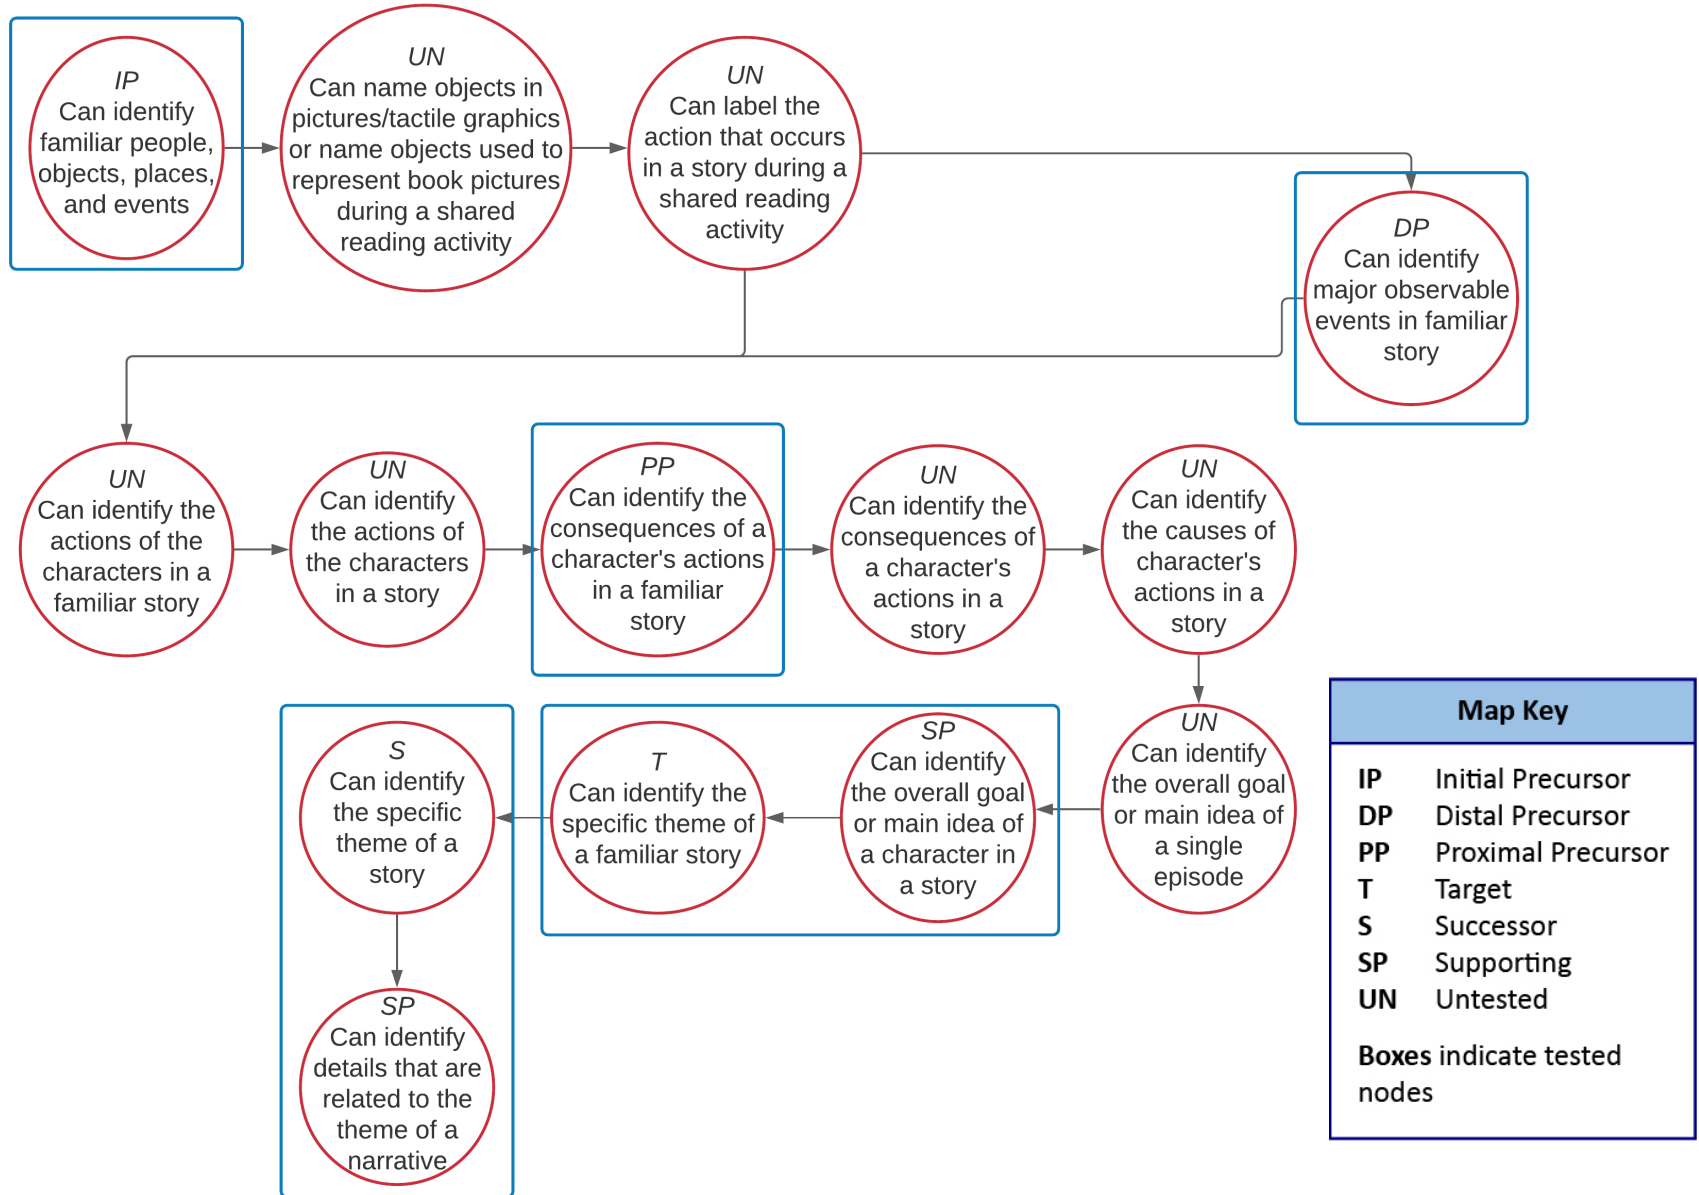 IP
Can identify
familiar people,
objects, places,
and events
UN
Can name objects in
pictures/tactile graphics
or name objects used to
represent book pictures
during a shared
reading activity
UN
Can label the
action that occurs
in a story during a
shared reading
activity
DP
Can identify
major observable
events in familiar
story
UN
Can identify the
actions of the
characters in a
familiar story
UN
Can identify
the actions of
the characters
in a story
PP
Can identify the
consequences of a
character's actions
in a familiar
story
UN
Can identify the
consequences of
a character's
actions in a
story
UN
Can identify
the causes of
character's
actions in a
story
UN
Can identify
the overall goal
or main idea of
a single
episode
SP
Can identify
the overall goal
or main idea of
a character in
a story
T
Can identify the
specific theme of
a familiar story
S
Can identify
the specific
theme of a
story
SP
Can identify
details that are
related to the
theme of a
narrative
Map Key
IP Initial Precursor
DP Distal Precursor
PP Proximal Precursor
T Target
S Successor
SP Supporting
UN Untested
Boxes indicate tested
nodes